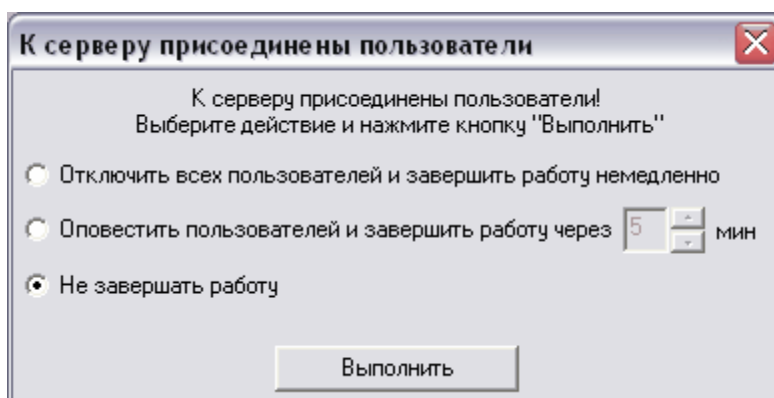 К серверу присоединены пользователи
К серверу присоединены пользователи!
Выберите действие и нажмите кнопку "Выполнить"
Отключить всех пользователей и завершить работу немедленно
Оповестить пользователей и завершить работу через 5 мин
Не завершать работу
Выполнить